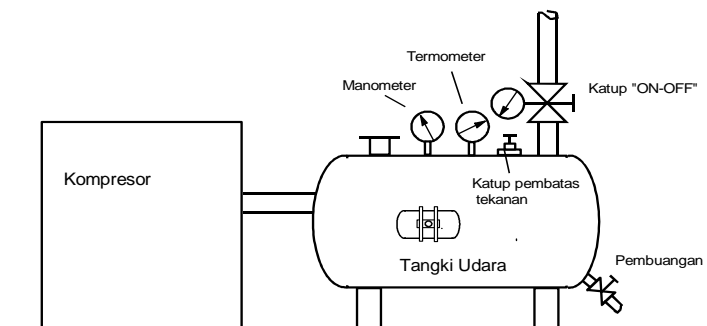 Termometer
Manometer
Katup "ON-OFF"
Kompresor
Katup pembatas
tekanan
Tangki Udara
Pembuangan